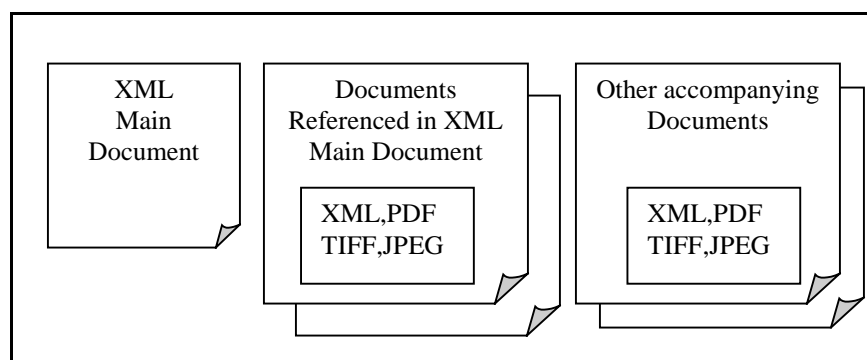 XML
Main
Document
Documents
Referenced in XML
Main Document
XML,PDF
TIFF,JPEG
Other accompanying
Documents
XML,PDF
TIFF,JPEG